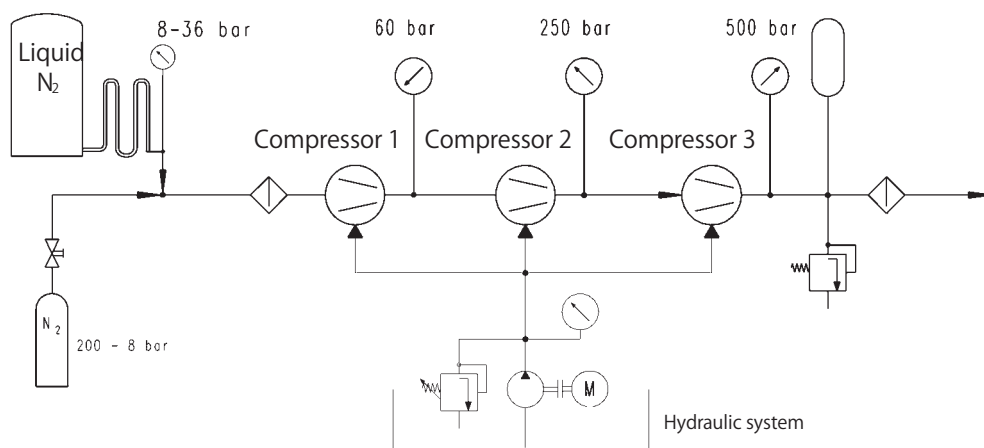 8-36 bar
60 bar
250 bar
500 bar
Liquid
N2
Compressor 1
Compressor 2
Compressor 3
N2
200 - 8 bar
M
Hydraulic system